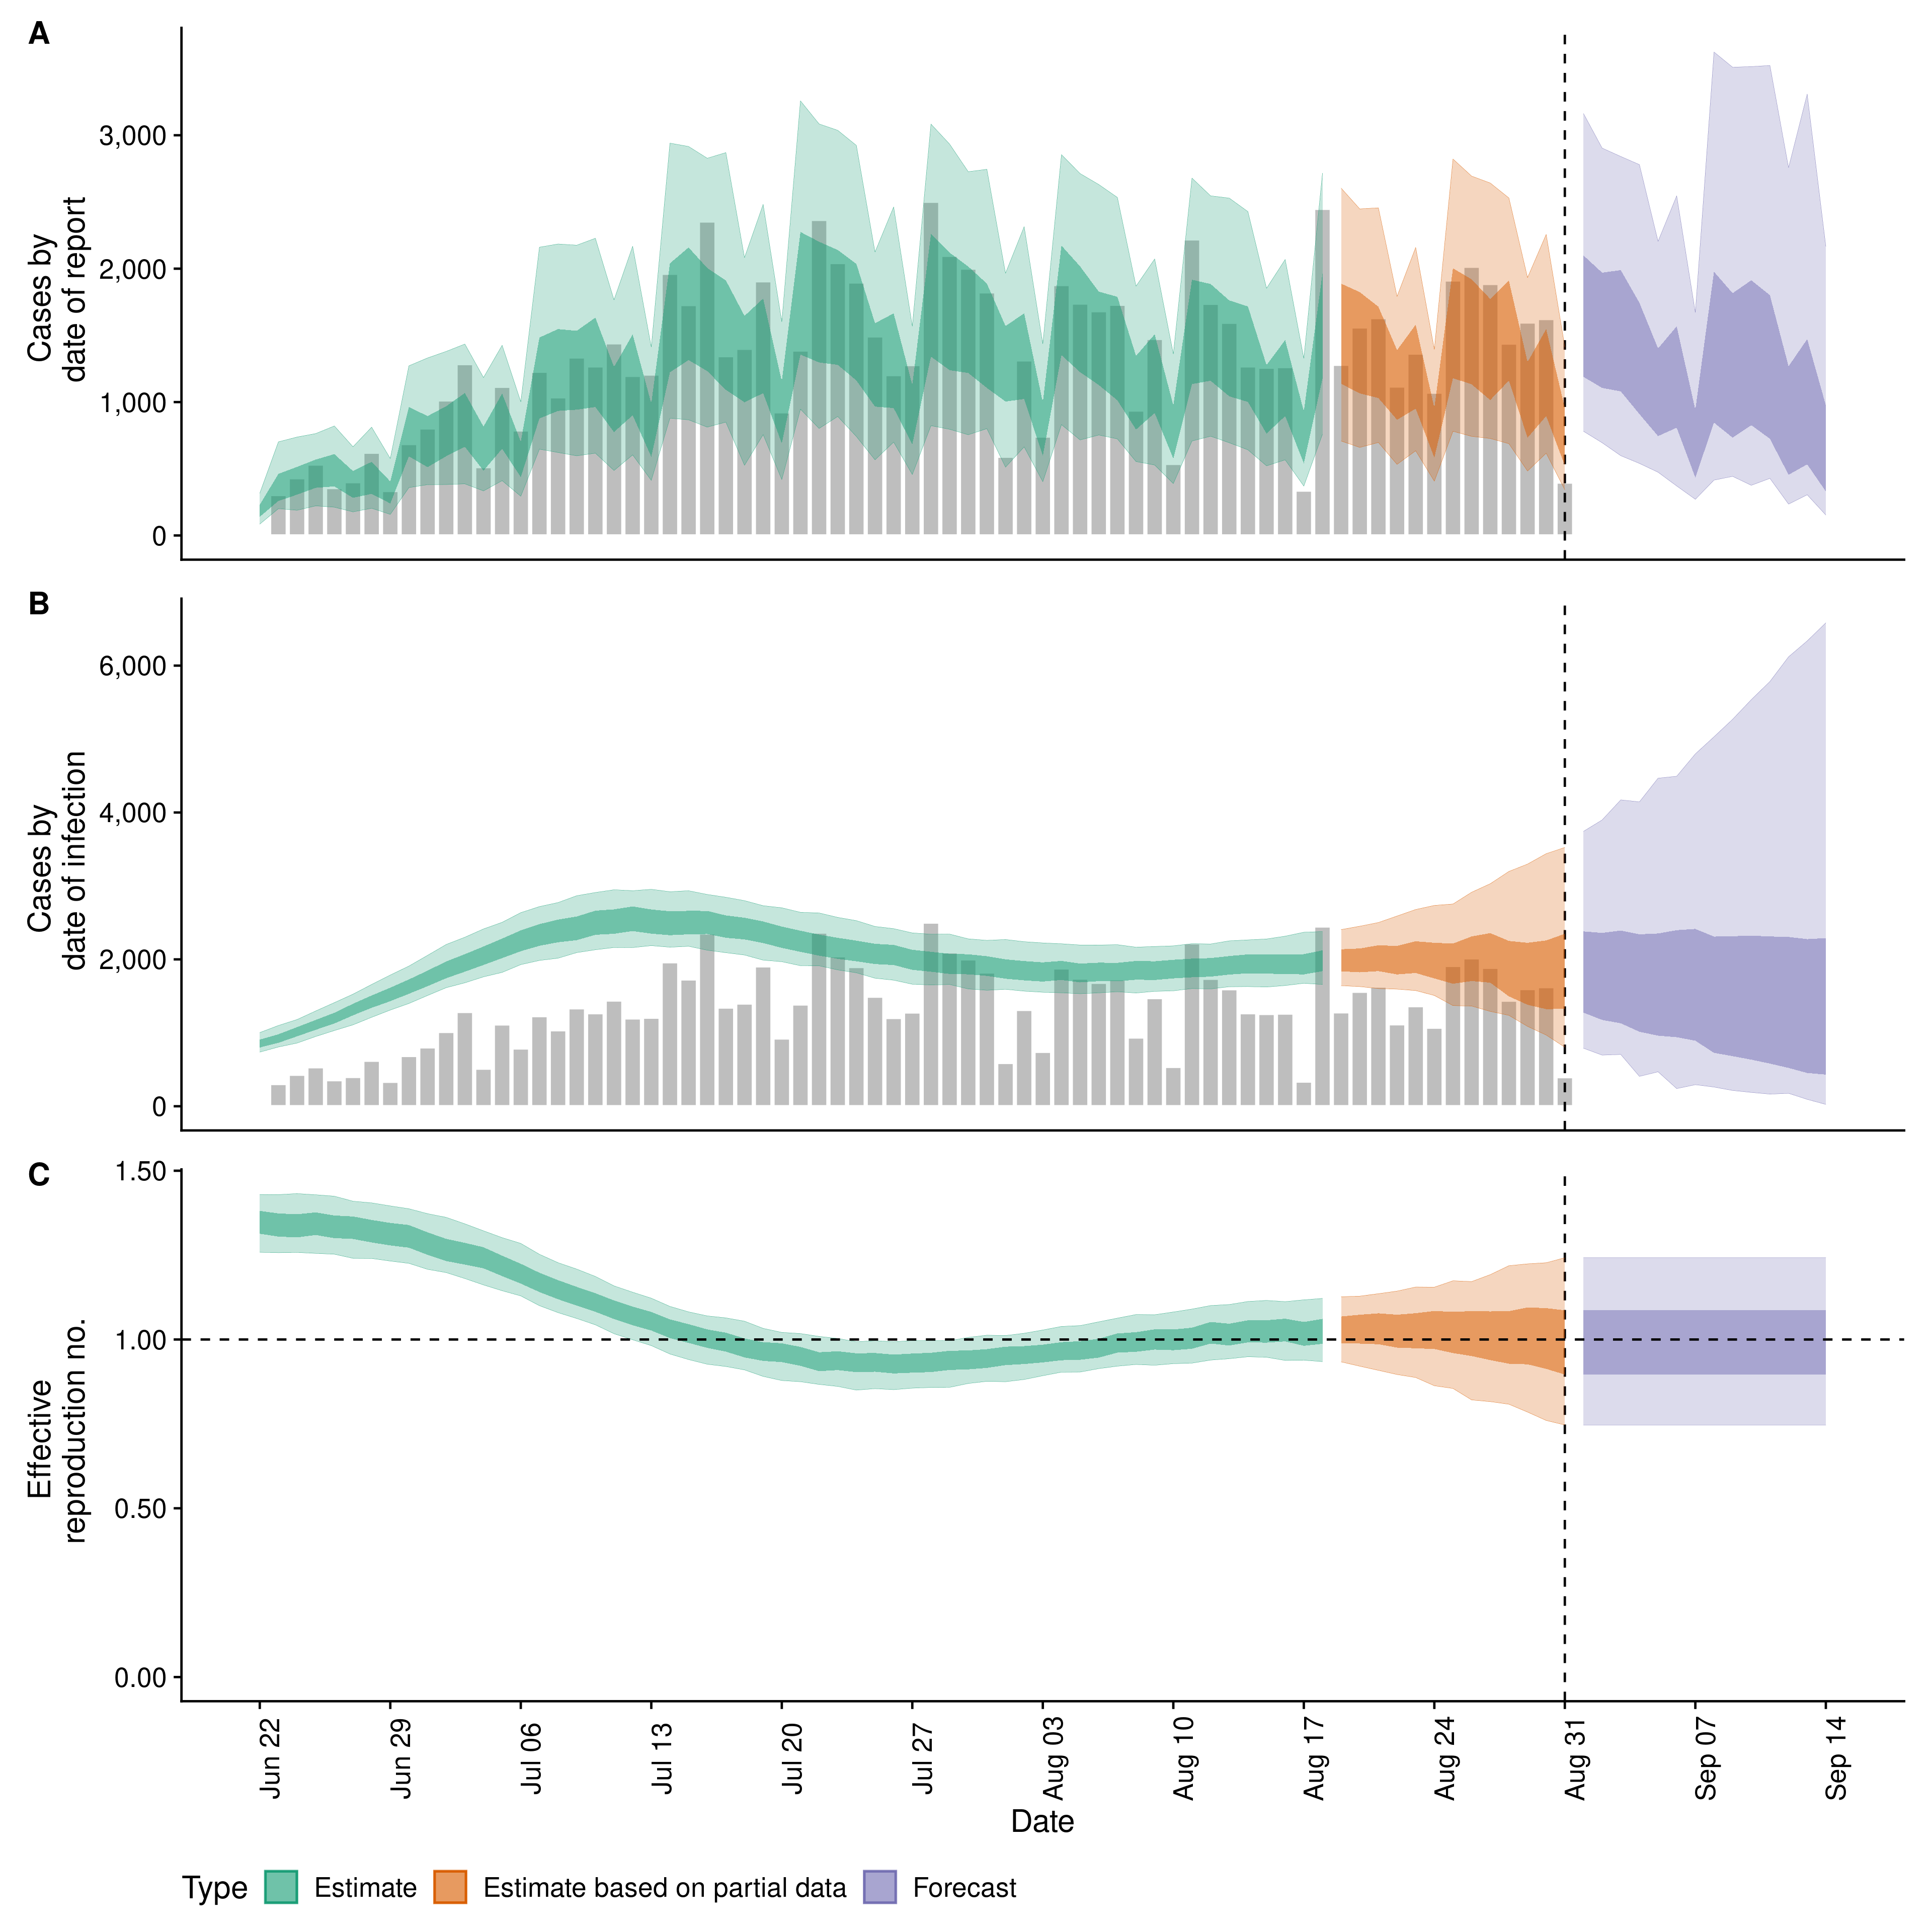 A
Cases by
date of report
3,000
2,000
1,000
0
B
Cases by
date of infection
6,000
4,000
2,000
0
C
Effective
reproduction no.
1.50
1.00
0.50
0.00
Jun 22
Jun 29
Jul 06
Jul 13
Jul 20
Jul 27
Aug 03
Aug 10
Aug 17
Aug 24
Aug 31
Sep 07
Sep 14
Date
Type Estimate Estimate based on partial data Forecast